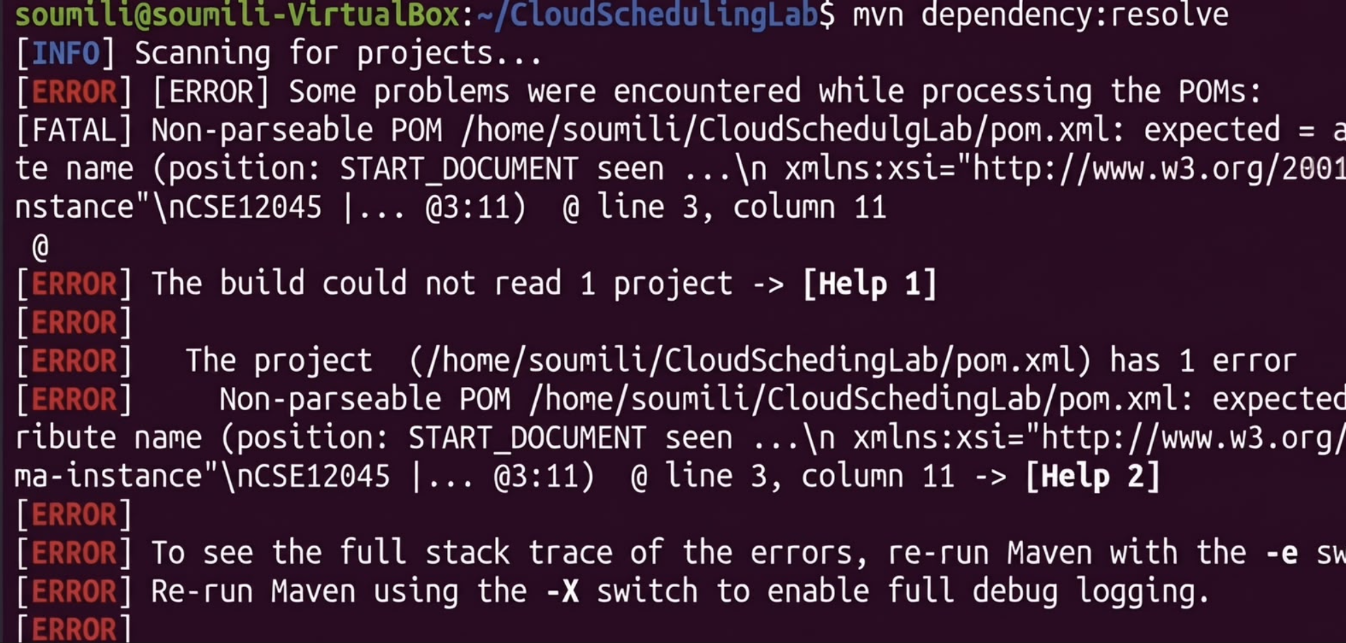 soumili@soumili-VirtualBox:~/CloudSchedulingLab$ mvn dependency:resolve
[INFO] Scanning for projects...
[ERROR] [ERROR] Some problems were encountered while processing the POMs:
[FATAL] Non-parseable POM /home/soumili/CloudSchedulgLab/pom.xml: expected = a
te name (position: START_DOCUMENT seen ...\n xmlns:xsi="http://www.w3.org/2001
nstance"\nCSE12045 |... @3:11)  @ line 3, column 11
 @
[ERROR] The build could not read 1 project -> [Help 1]
[ERROR]
[ERROR]   The project  (/home/soumili/CloudSchedingLab/pom.xml) has 1 error
[ERROR]     Non-parseable POM /home/soumili/CloudSchedingLab/pom.xml: expected
ribute name (position: START_DOCUMENT seen ...\n xmlns:xsi="http://www.w3.org/
ma-instance"\nCSE12045 |... @3:11)  @ line 3, column 11 -> [Help 2]
[ERROR]
[ERROR] To see the full stack trace of the errors, re-run Maven with the -e sw
[ERROR] Re-run Maven using the -X switch to enable full debug logging.
[ERROR]